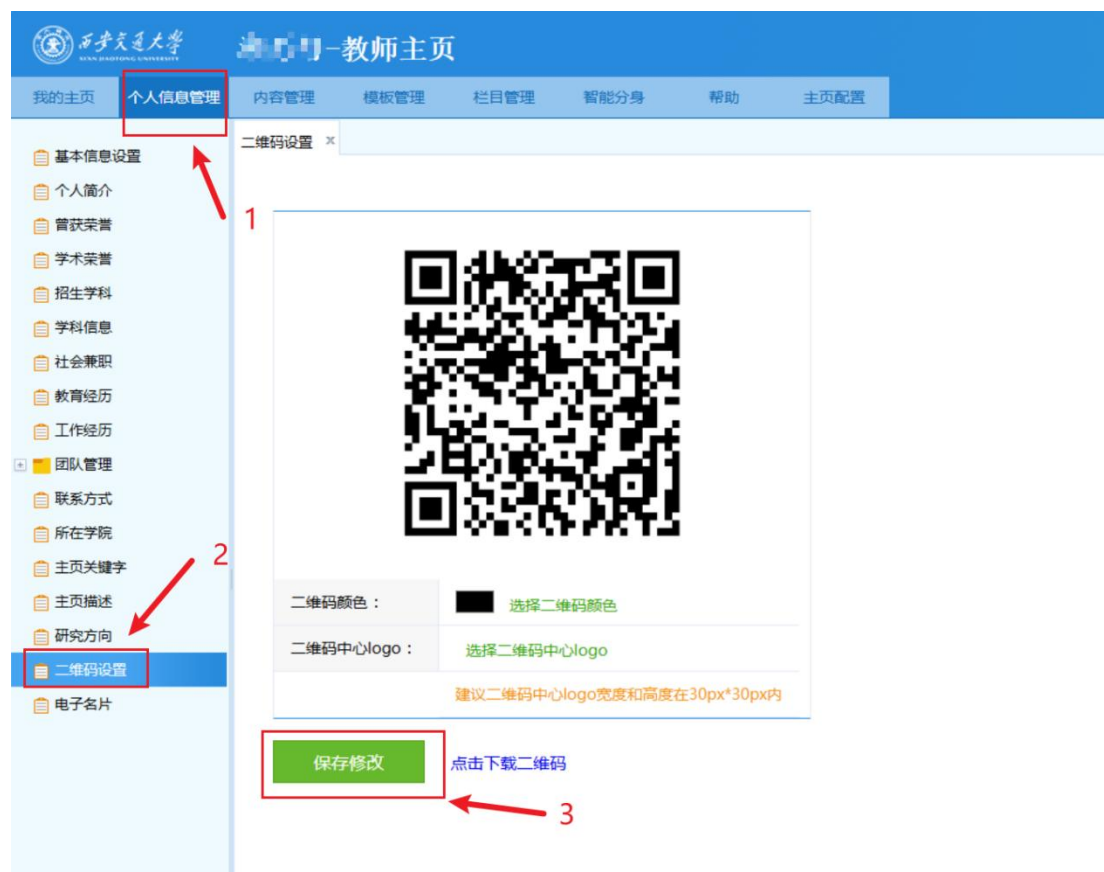 西安交通大学
XI'AN JIAOTONG UNIVERSITY
-教师主页
我的主页 个人信息管理 内容管理 模板管理 栏目管理 智能分身 帮助 主页配置
二维码设置 ×
基本信息设置
个人简介
1
曾获荣誉
学术荣誉
招生学科
学科信息
社会兼职
教育经历
工作经历
团队管理
联系方式
所在学院
2
主页关键字
主页描述
研究方向
二维码设置
电子名片
二维码颜色： 选择二维码颜色
二维码中心logo： 选择二维码中心logo
建议二维码中心logo宽度和高度在30px*30px内
保存修改 点击下载二维码
3